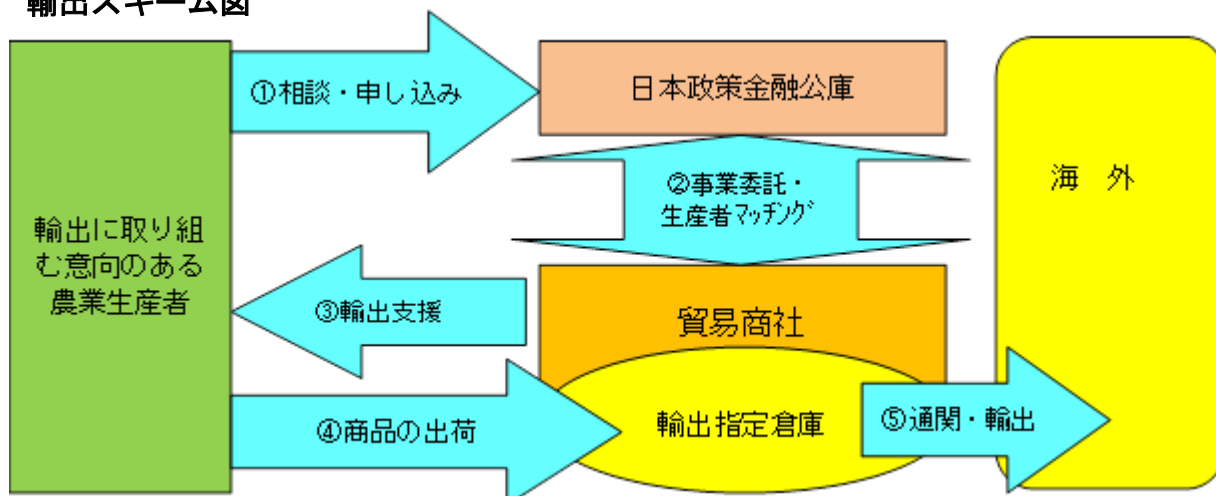 輸出スキーム図
①相談・申し込み
日本政策金融公庫
海 外
②事業委託・
生産者ﾏｯﾁﾝｸﾞ
輸出に取り組
む意向のある
農業生産者
③輸出支援
貿易商社
④商品の出荷
輸出指定倉庫
⑤通関・輸出